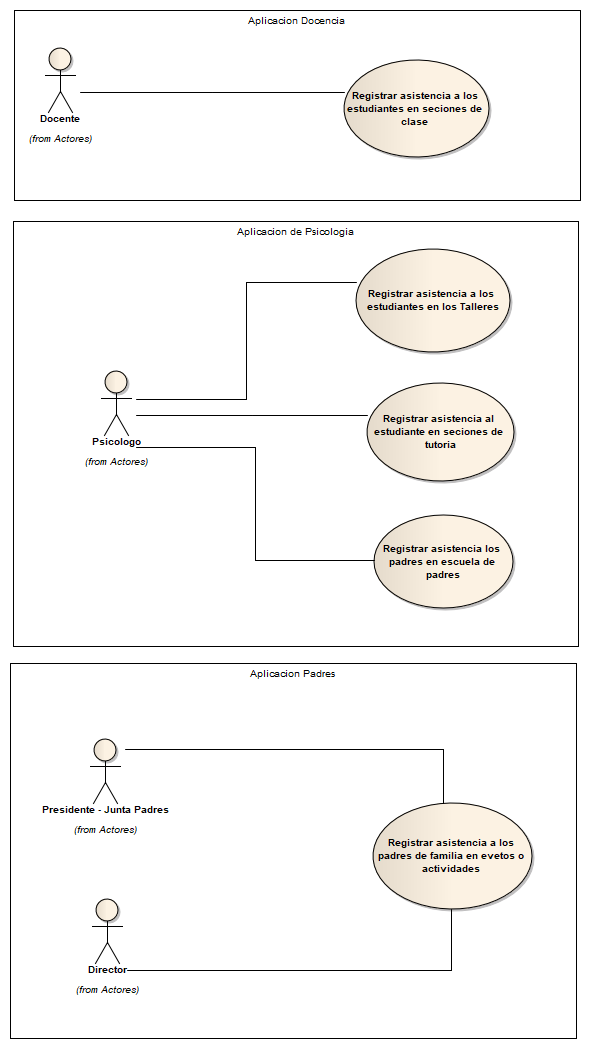 Aplicacion Docencia
Registrar asistencia a los
estudiantes en seciones de
clase
Docente
(from Actores)
Aplicacion de Psicologia
Registrar asistencia a los
estudiantes en los Talleres
Registrar asistencia al
estudiante en seciones de
tutoria
Psicologo
(from Actores)
Registrar asistencia los
padres en escuela de
padres
Aplicacion Padres
Presidente - Junta Padres
(from Actores)
Registrar asistencia a los
padres de familia en evetos o
actividades
Director
(from Actores)